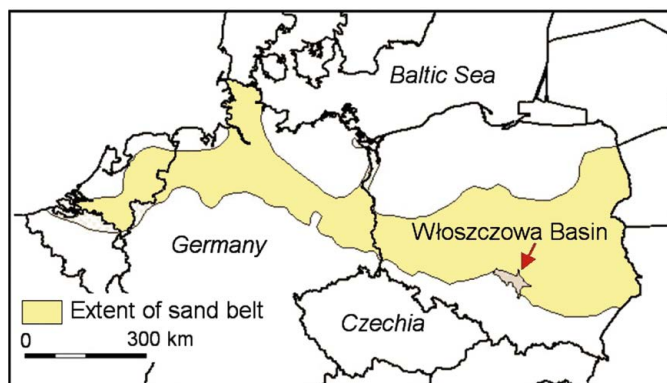 Baltic Sea
Włoszczowa Basin
Germany
Extent of sand belt
0 300 km
Czechia